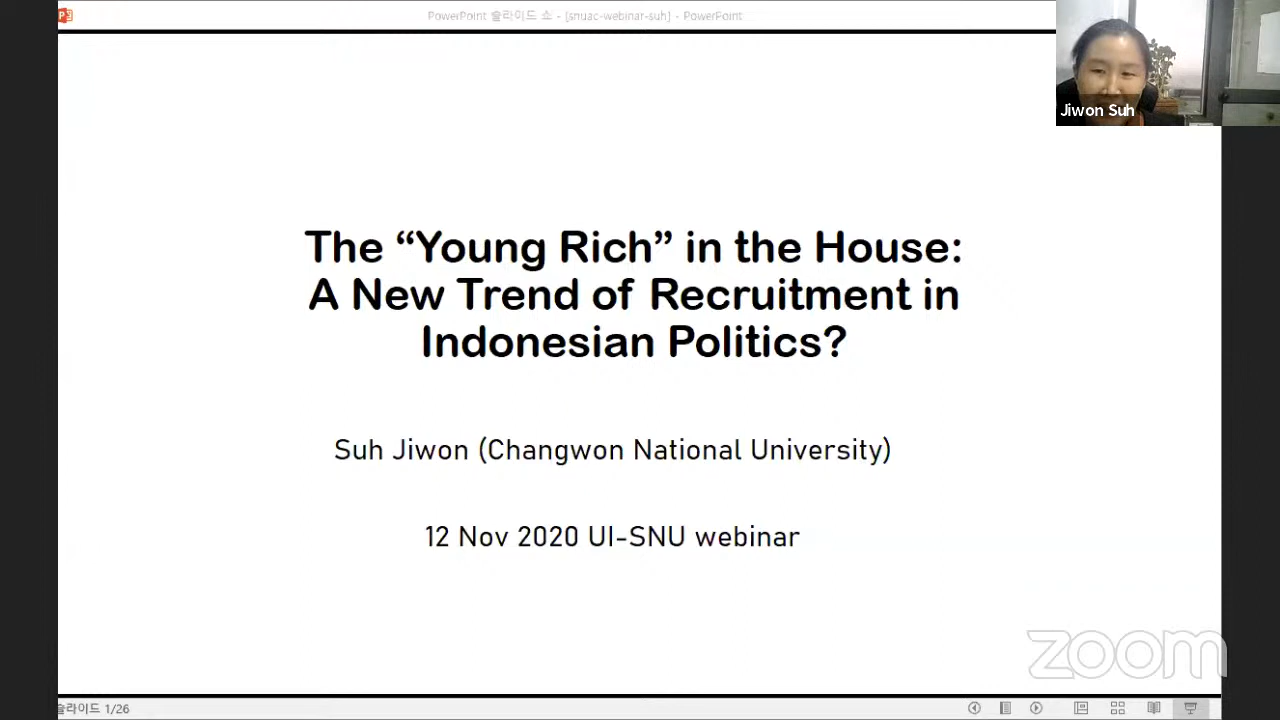 PowerPoint 슬라이드 쇼 - [snuac-webinar-suh] - PowerPoint
Jiwon Suh
The “Young Rich” in the House:
A New Trend of Recruitment in
Indonesian Politics?
Suh Jiwon (Changwon National University)
12 Nov 2020 UI-SNU webinar
zoom
슬라이드 1/26